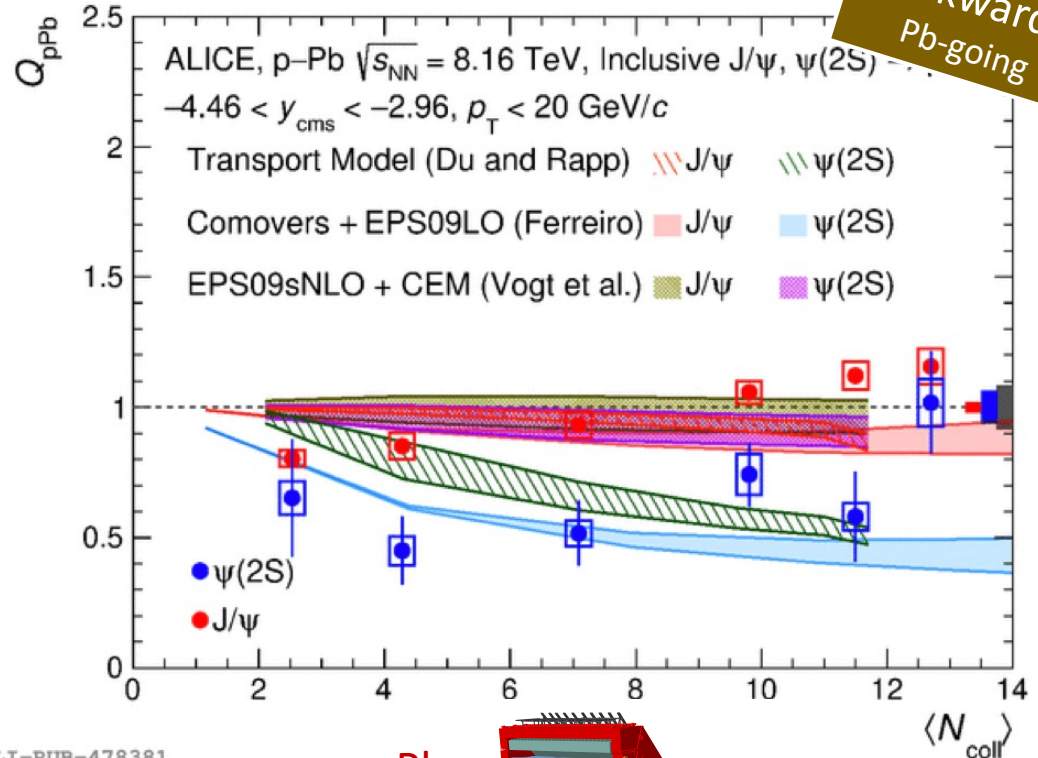 2.5
Pb-going
Q_pPb
ALICE, p–Pb √s_NN = 8.16 TeV, Inclusive J/ψ, ψ(2S)
–4.46 < y_cms < –2.96, p_T < 20 GeV/c
2
Transport Model (Du and Rapp) J/ψ ψ(2S)
Comovers + EPS09LO (Ferreiro) J/ψ ψ(2S)
1.5
EPS09sNLO + CEM (Vogt et al.) J/ψ ψ(2S)
1
0.5
ψ(2S)
J/ψ
0
0 2 4 6 8 10 12 14
⟨N_coll⟩